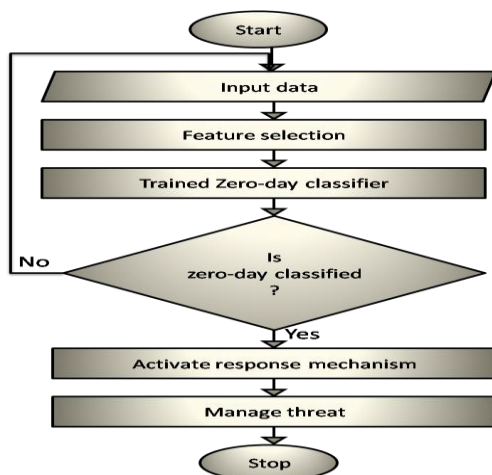 Start
Input data
Feature selection
Trained Zero-day classifier
Is
zero-day classified
?
No
Yes
Activate response mechanism
Manage threat
Stop